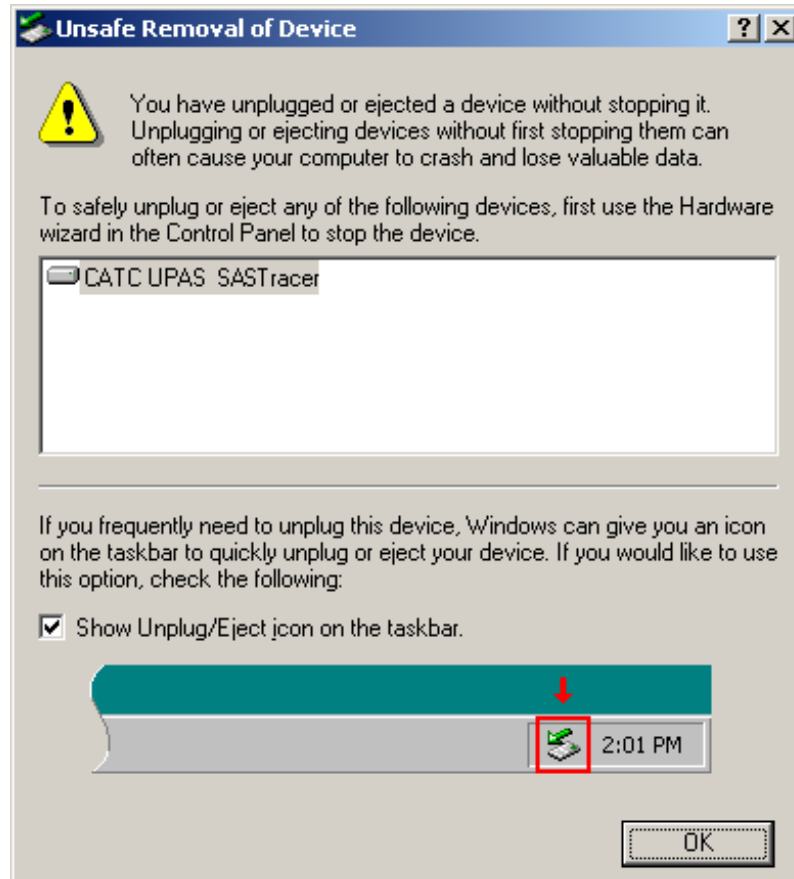 Unsafe Removal of Device
You have unplugged or ejected a device without stopping it.
Unplugging or ejecting devices without first stopping them can
often cause your computer to crash and lose valuable data.
To safely unplug or eject any of the following devices, first use the Hardware
wizard in the Control Panel to stop the device.
CATC UPAS  SASTracer
If you frequently need to unplug this device, Windows can give you an icon
on the taskbar to quickly unplug or eject your device. If you would like to use
this option, check the following:
Show Unplug/Eject icon on the taskbar.
2:01 PM
OK